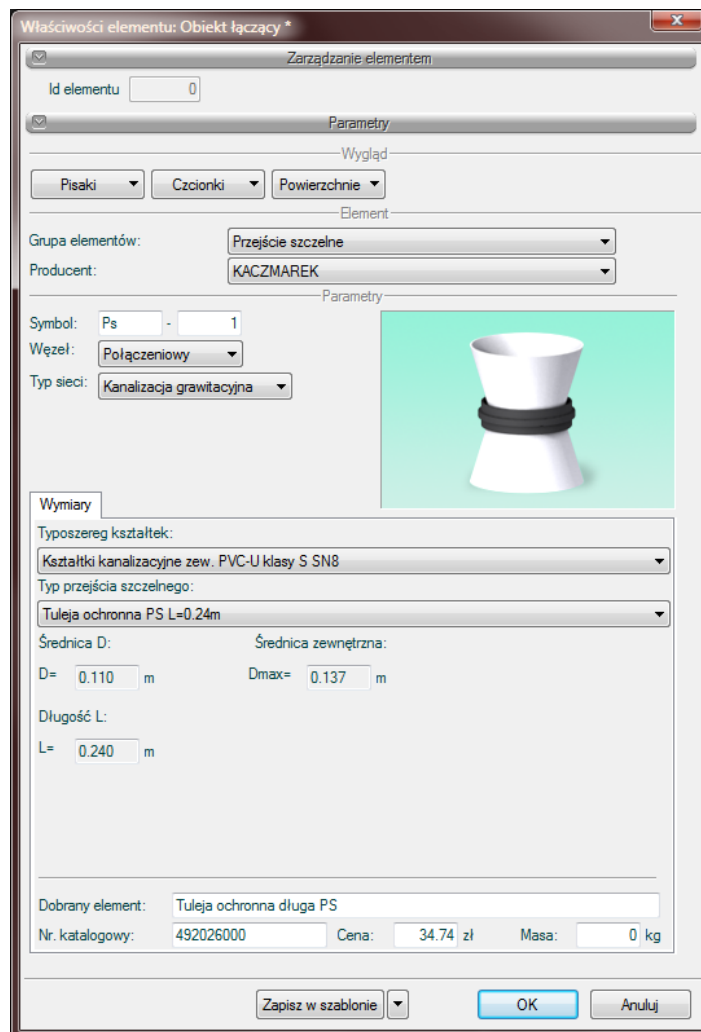 Właściwości elementu: Obiekt łączący *
Zarządzanie elementem
Id elementu 0
Parametry
Wygląd
Pisaki Czcionki Powierzchnie
Element
Grupa elementów: Przejście szczelne
Producent: KACZMAREK
Parametry
Symbol: Ps - 1
Węzeł: Połączeniowy
Typ sieci: Kanalizacja grawitacyjna
Wymiary
Typoszereg kształtek:
Kształtki kanalizacyjne zew. PVC-U klasy S SN8
Typ przejścia szczelnego:
Tuleja ochronna PS L=0.24m
Średnica D: Średnica zewnętrzna:
D= 0.110 m Dmax= 0.137 m
Długość L:
L= 0.240 m
Dobrany element: Tuleja ochronna długa PS
Nr. katalogowy: 492026000 Cena: 34.74 zł Masa: 0 kg
Zapisz w szablonie OK Anuluj